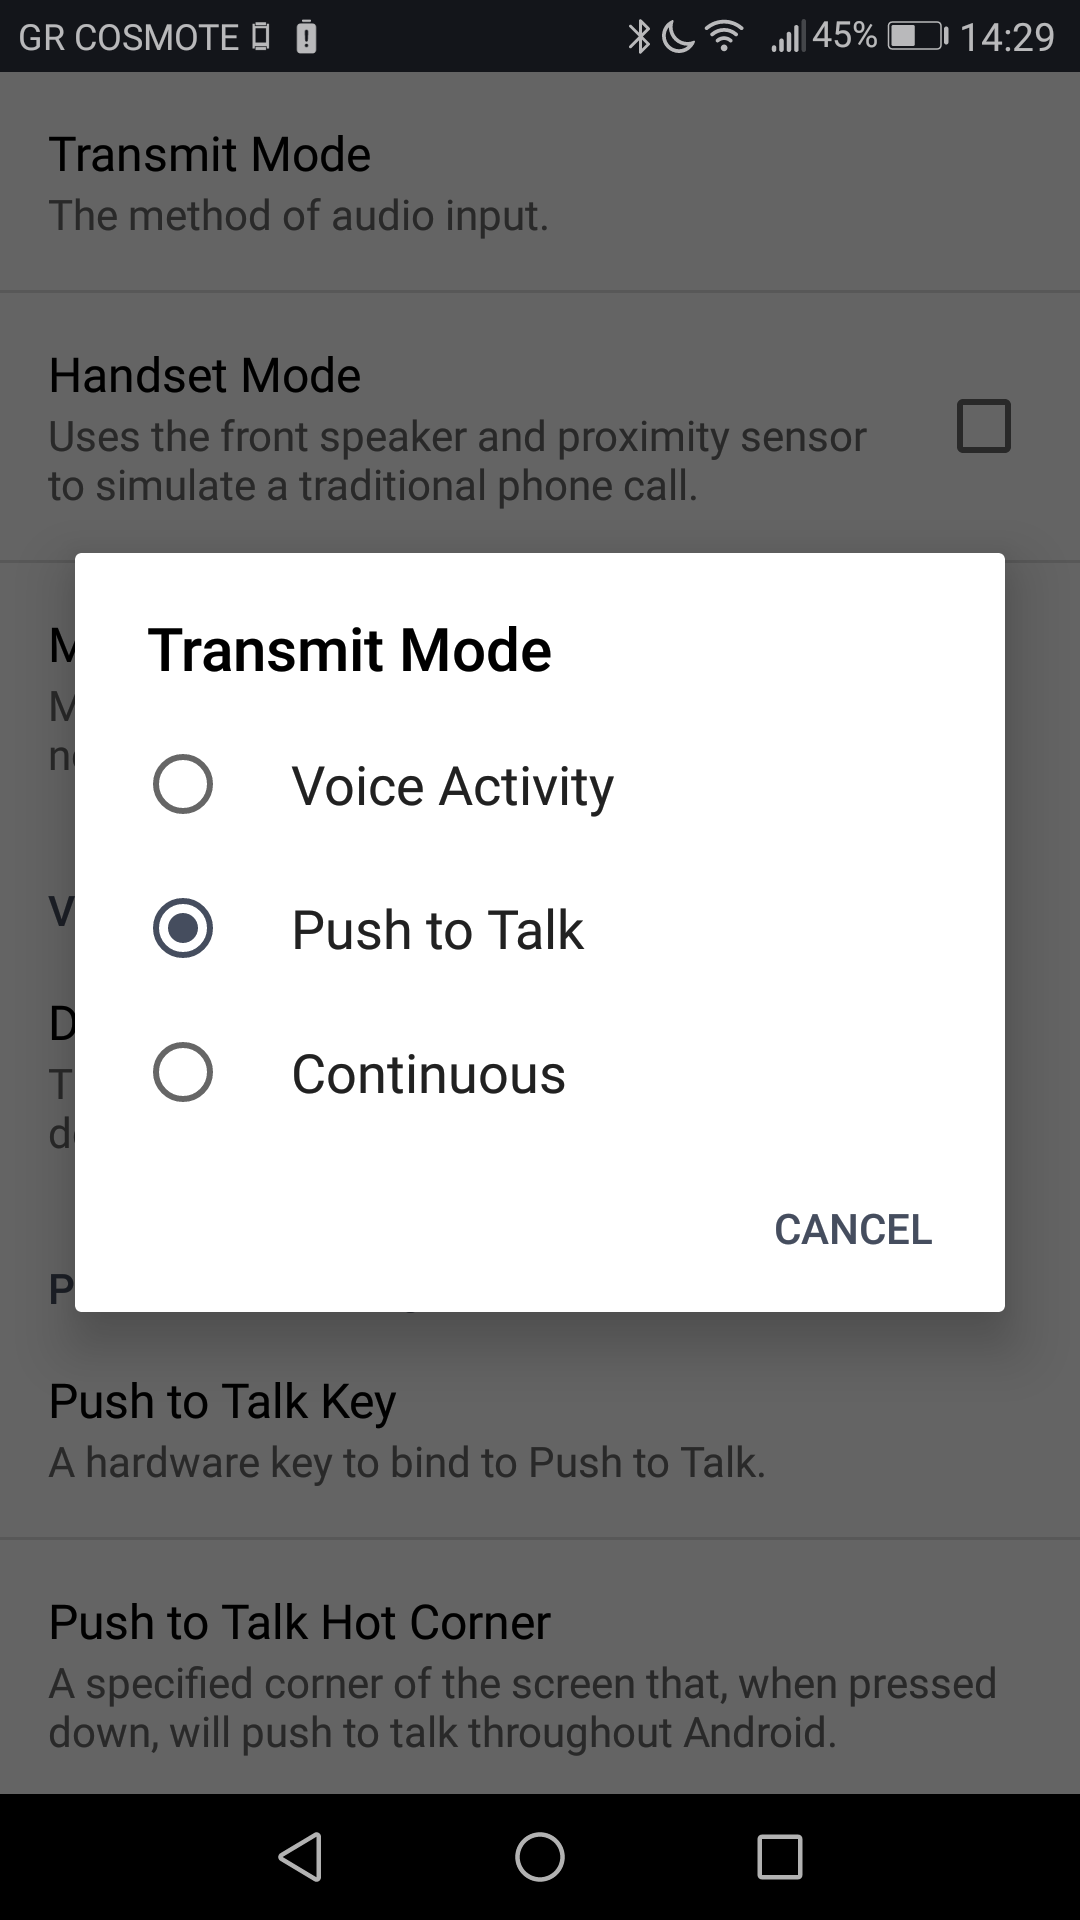 GR COSMOTE 45% 14:29
Transmit Mode
The method of audio input.
Handset Mode
Uses the front speaker and proximity sensor
to simulate a traditional phone call.
Transmit Mode
Voice Activity
Push to Talk
Continuous
CANCEL
Push to Talk Key
A hardware key to bind to Push to Talk.
Push to Talk Hot Corner
A specified corner of the screen that, when pressed
down, will push to talk throughout Android.